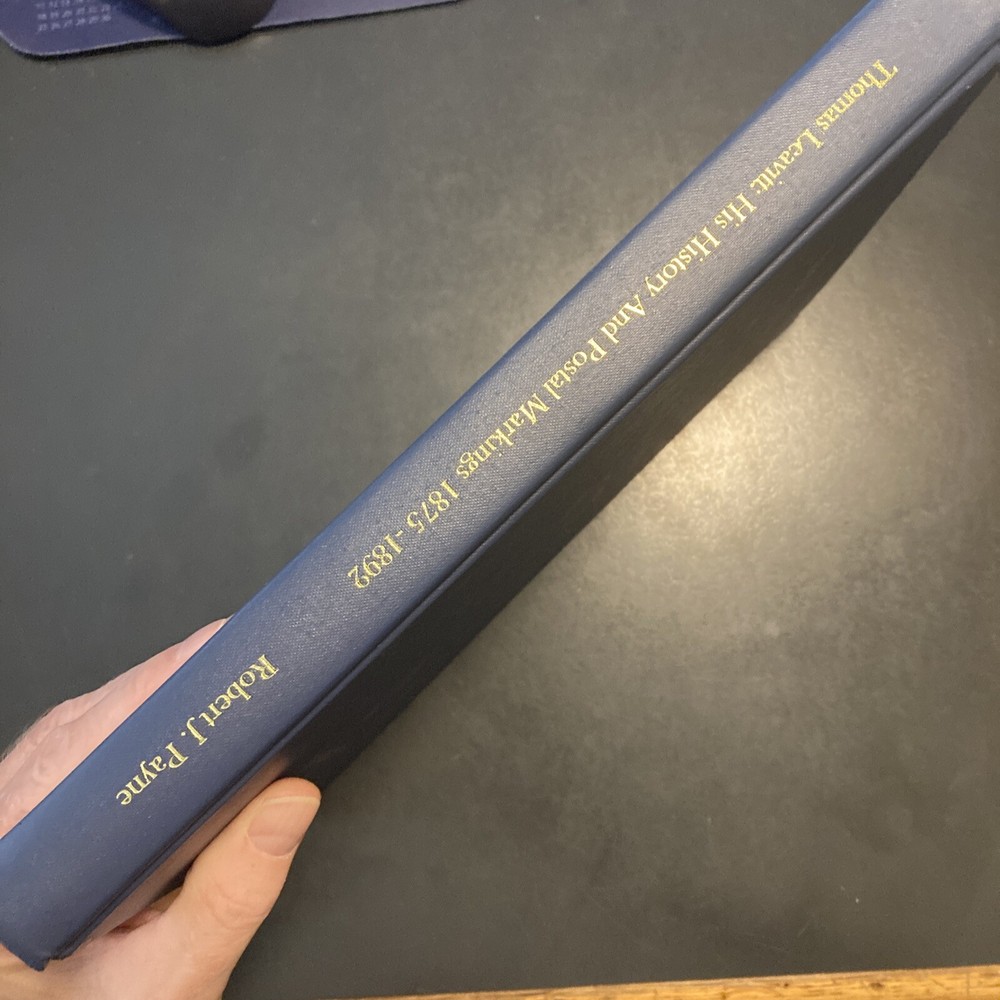 Thomas Leavitt: His History And Postal Markings 1875 - 1892
Robert J. Payne